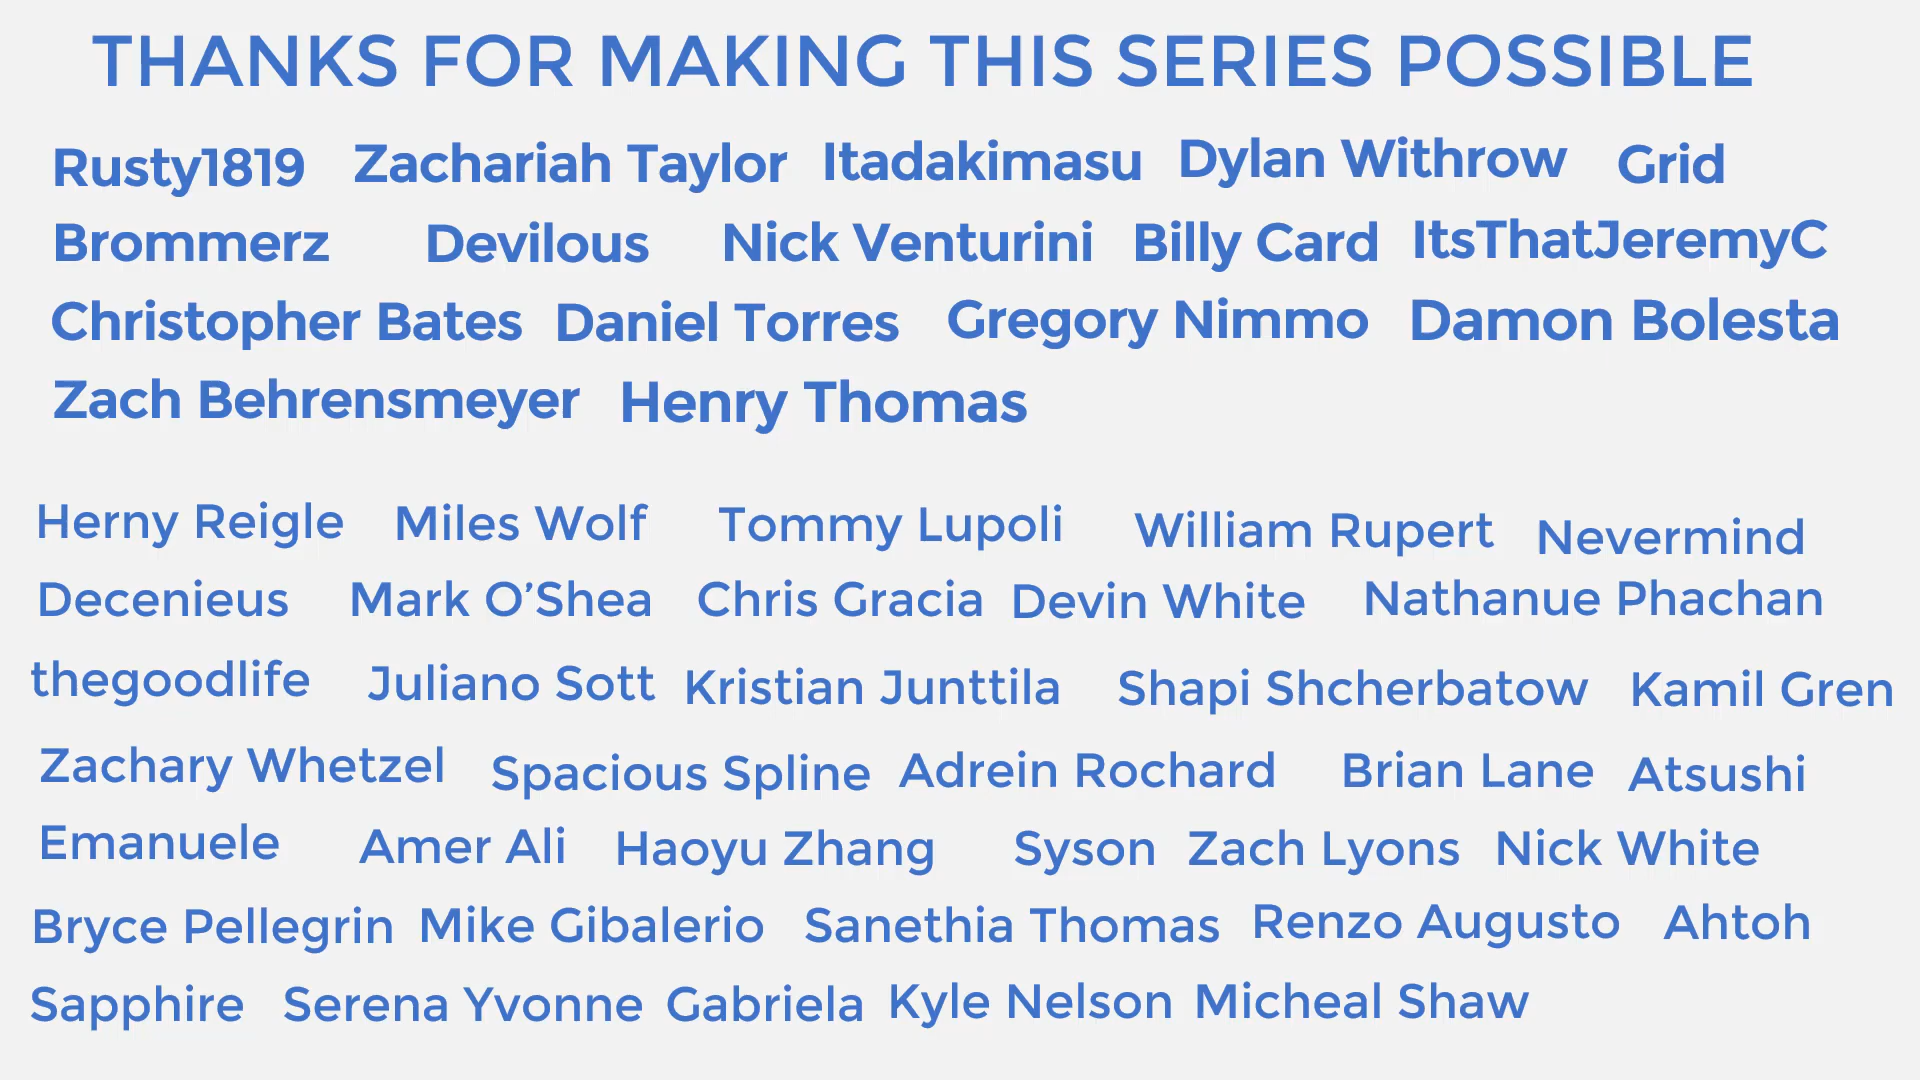 THANKS FOR MAKING THIS SERIES POSSIBLE
Rusty1819 Zachariah Taylor Itadakimasu Dylan Withrow Grid
Brommerz Devilous Nick Venturini Billy Card ItsThatJeremyC
Christopher Bates Daniel Torres Gregory Nimmo Damon Bolesta
Zach Behrensmeyer Henry Thomas
Herny Reigle Miles Wolf Tommy Lupoli William Rupert Nevermind
Decenieus Mark O’Shea Chris Gracia Devin White Nathanue Phachan
thegoodlife Juliano Sott Kristian Junttila Shapi Shcherbatow Kamil Gren
Zachary Whetzel Spacious Spline Adrein Rochard Brian Lane Atsushi
Emanuele Amer Ali Haoyu Zhang Syson Zach Lyons Nick White
Bryce Pellegrin Mike Gibalerio Sanethia Thomas Renzo Augusto Ahtoh
Sapphire Serena Yvonne Gabriela Kyle Nelson Micheal Shaw